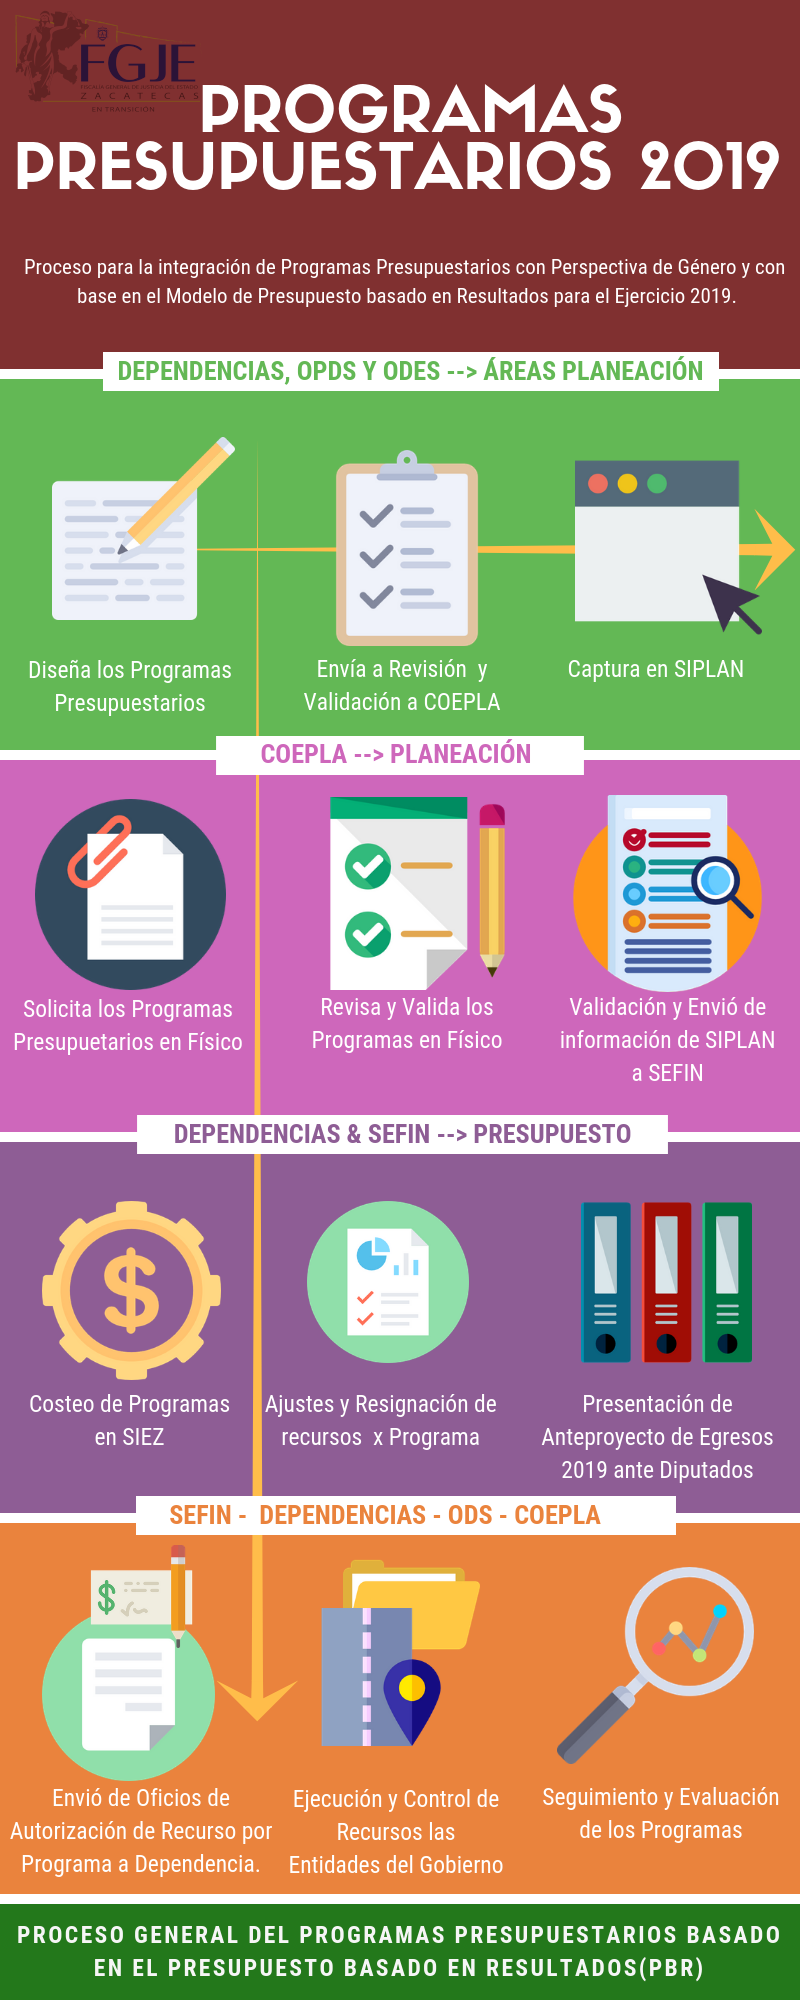 FGJE
FISCALÍA GENERAL DE JUSTICIA DEL ESTADO
ZACATECAS
EN TRANSICIÓN
PROGRAMAS
PRESUPUESTARIOS 2019
Proceso para la integración de Programas Presupuestarios con Perspectiva de Género y con
base en el Modelo de Presupuesto basado en Resultados para el Ejercicio 2019.
DEPENDENCIAS, OPDS Y ODES --> ÁREAS PLANEACIÓN
Diseña los Programas
Presupuestarios
Envía a Revisión y
Validación a COEPLA
Captura en SIPLAN
COEPLA --> PLANEACIÓN
Solicita los Programas
Presupuetarios en Físico
Revisa y Valida los
Programas en Físico
Validación y Envió de
información de SIPLAN
a SEFIN
DEPENDENCIAS & SEFIN --> PRESUPUESTO
$
Costeo de Programas
en SIEZ
Ajustes y Resignación de
recursos x Programa
Presentación de
Anteproyecto de Egresos
2019 ante Diputados
SEFIN - DEPENDENCIAS - ODS - COEPLA
$
Envió de Oficios de
Autorización de Recurso por
Programa a Dependencia.
Ejecución y Control de
Recursos las
Entidades del Gobierno
Seguimiento y Evaluación
de los Programas
PROCESO GENERAL DEL PROGRAMAS PRESUPUESTARIOS BASADO
EN EL PRESUPUESTO BASADO EN RESULTADOS(PBR)